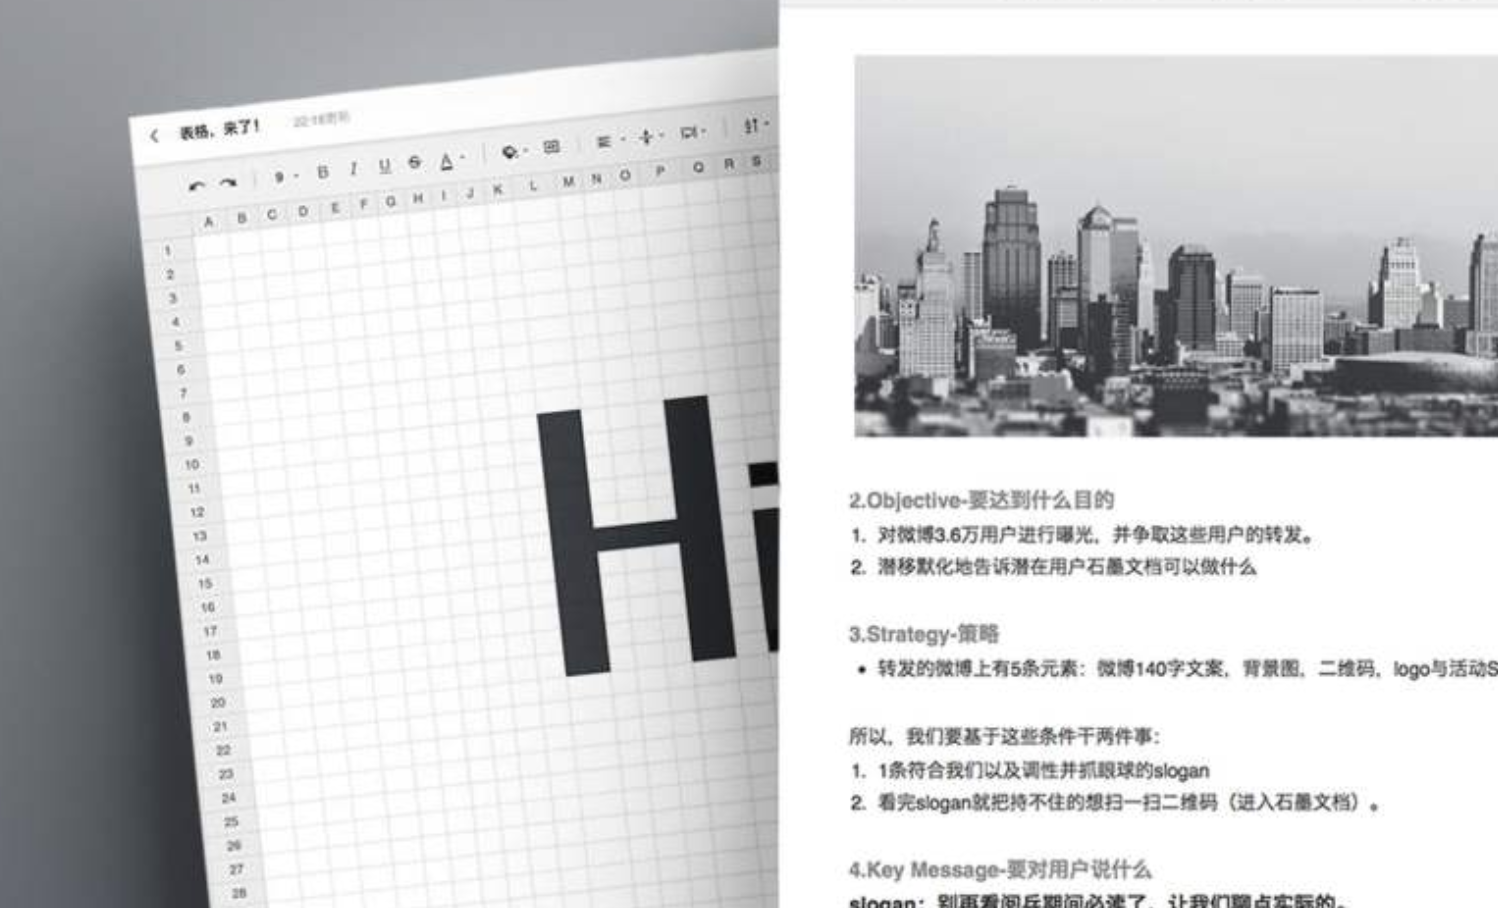 表格，来了！ 22:18
9 B I U S A
A B C D E F G H I J K L M N O P Q R S
1
2
3
4
5
6
7
8
9
10
11
12
13
14
15
16
17
18
19
20
21
22
23
24
25
26
27
28
Hi
2.Objective-要达到什么目的
1. 对微博3.6万用户进行曝光，并争取这些用户的转发。
2. 潜移默化地告诉潜在用户石墨文档可以做什么
3.Strategy-策略
• 转发的微博上有5条元素：微博140字文案，背景图，二维码，logo与活动S
所以，我们要基于这些条件干两件事：
1. 1条符合我们以及调性并抓眼球的slogan
2. 看完slogan就把持不住的想扫一扫二维码（进入石墨文档）。
4.Key Message-要对用户说什么
slogan：别再看阅兵期间必读了，让我们聊点实际的。